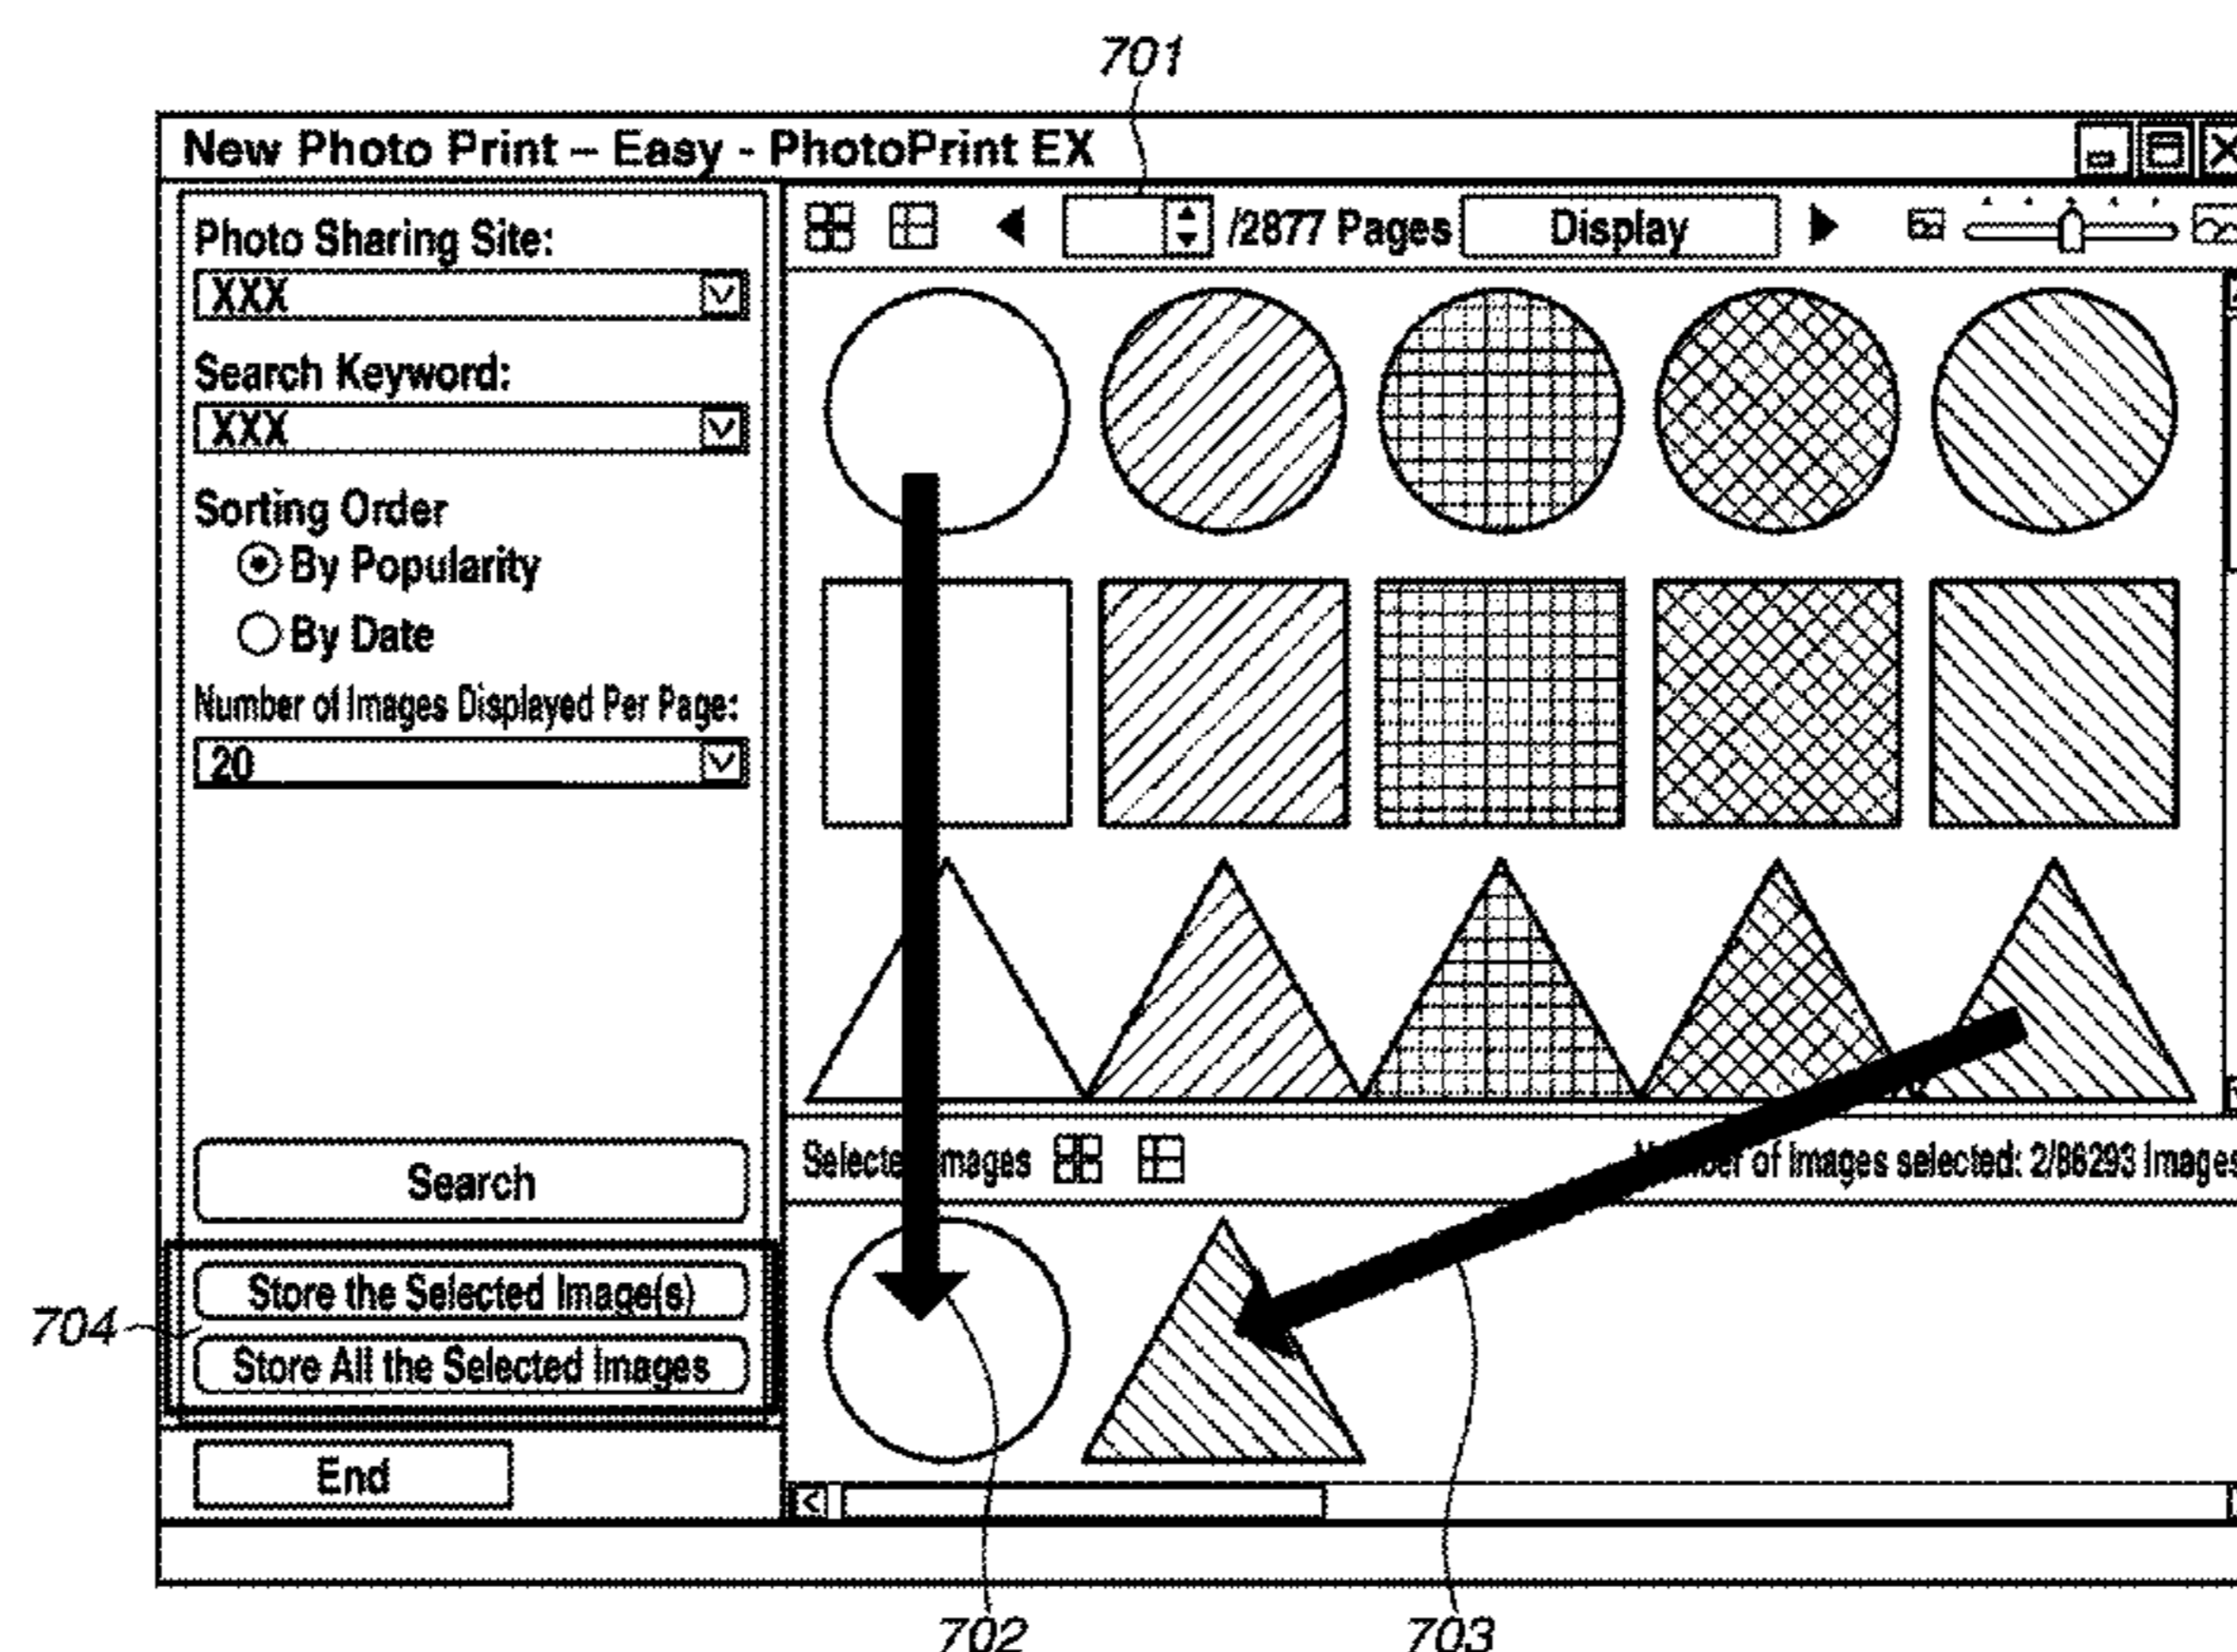 701
New Photo Print – Easy - PhotoPrint EX
Photo Sharing Site:
XXX
Search Keyword:
XXX
Sorting Order
By Popularity
By Date
Number of Images Displayed Per Page:
20
Search
Store the Selected Image(s)
Store All the Selected Images
704
End
/2877 Pages
Display
Selected Images
Number of Images selected: 2/86293 Images
702
703